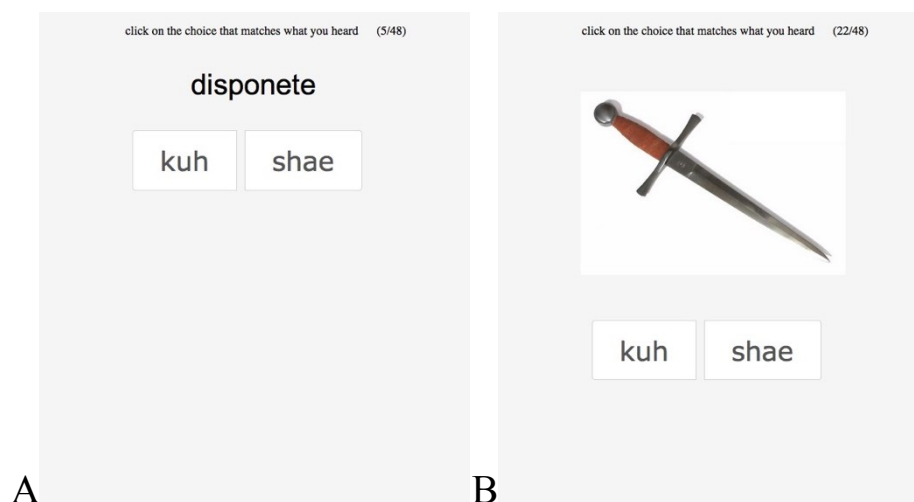 click on the choice that matches what you heard (5/48)
disponete
kuh shae
A
click on the choice that matches what you heard (22/48)
kuh shae
B